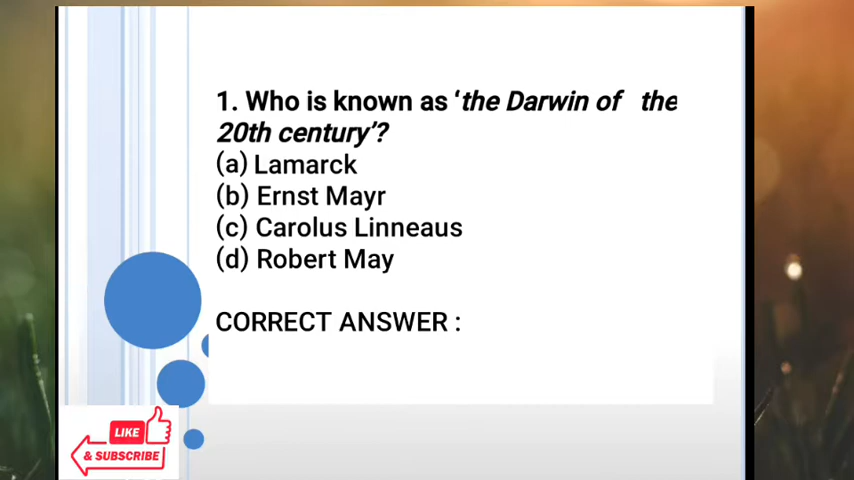 1. Who is known as ‘the Darwin of the
20th century’?
(a) Lamarck
(b) Ernst Mayr
(c) Carolus Linneaus
(d) Robert May
CORRECT ANSWER :
LIKE
& SUBSCRIBE